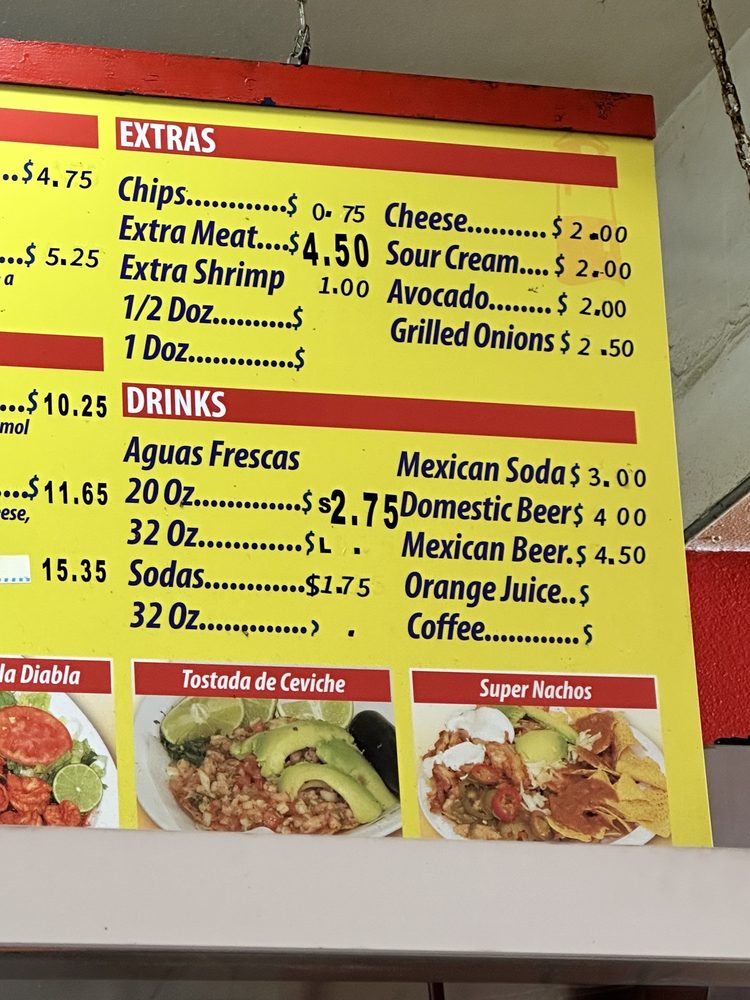 ..$4.75
...$ 5.25
a
...$10.25
mol
....$11.65
ese,
15.35
EXTRAS
Chips............$ 0.75
Extra Meat....$4.50
Extra Shrimp 1.00
1/2 Doz..........$
1 Doz.............$
Cheese..........$ 2.00
Sour Cream....$ 2.00
Avocado.........$ 2.00
Grilled Onions $ 2.50
DRINKS
Aguas Frescas
20 Oz.............$ $2.75
32 Oz.............$
Sodas............$1.75
32 Oz.............
Mexican Soda $ 3.00
Domestic Beer $ 4 00
Mexican Beer.$ 4.50
Orange Juice..$
Coffee............$
la Diabla
Tostada de Ceviche
Super Nachos